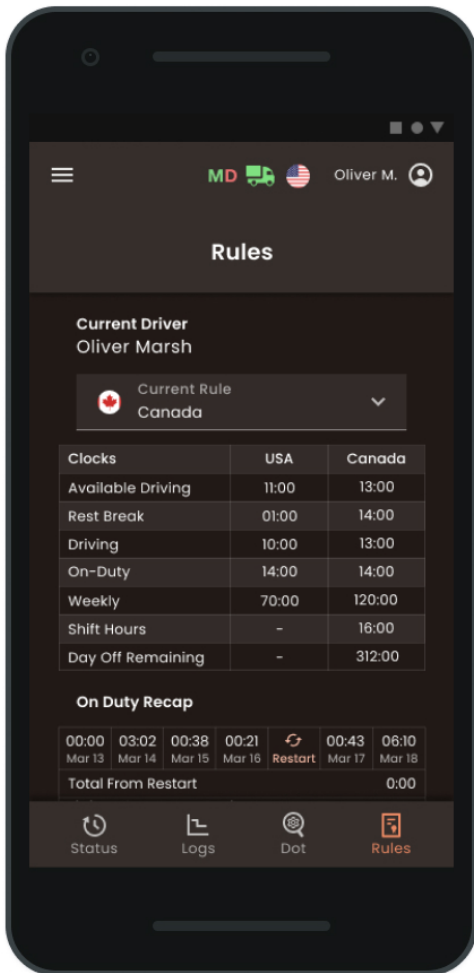 MD Oliver M.
Rules
Current Driver
Oliver Marsh
Current Rule
Canada
Clocks USA Canada
Available Driving 11:00 13:00
Rest Break 01:00 14:00
Driving 10:00 13:00
On-Duty 14:00 14:00
Weekly 70:00 120:00
Shift Hours - 16:00
Day Off Remaining - 312:00
On Duty Recap
00:00 03:02 00:38 00:21 00:43 06:10
Mar 13 Mar 14 Mar 15 Mar 16 Restart Mar 17 Mar 18
Total From Restart 0:00
Status Logs Dot Rules